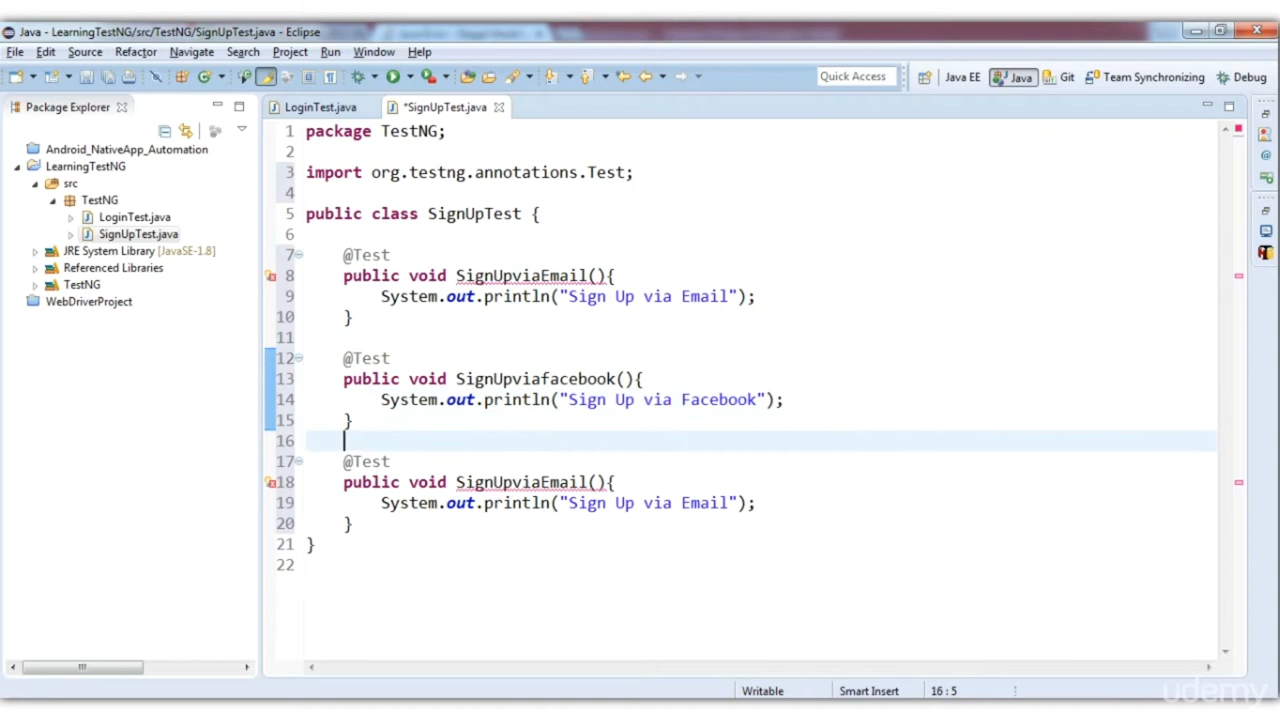 Java - LearningTestNG/src/TestNG/SignUpTest.java - Eclipse
File Edit Source Refactor Navigate Search Project Run Window Help
Quick Access Java EE Java Git Team Synchronizing Debug
Package Explorer
LoginTest.java *SignUpTest.java
Android_NativeApp_Automation
LearningTestNG
src
TestNG
LoginTest.java
SignUpTest.java
JRE System Library [JavaSE-1.8]
Referenced Libraries
TestNG
WebDriverProject
1 package TestNG;
2
3 import org.testng.annotations.Test;
4
5 public class SignUpTest {
6
7 @Test
8 public void SignUpviaEmail(){
9 System.out.println("Sign Up via Email");
10 }
11
12 @Test
13 public void SignUpviafacebook(){
14 System.out.println("Sign Up via Facebook");
15 }
16
17 @Test
18 public void SignUpviaEmail(){
19 System.out.println("Sign Up via Email");
20 }
21 }
22
Writable Smart Insert 16 : 5
udemy